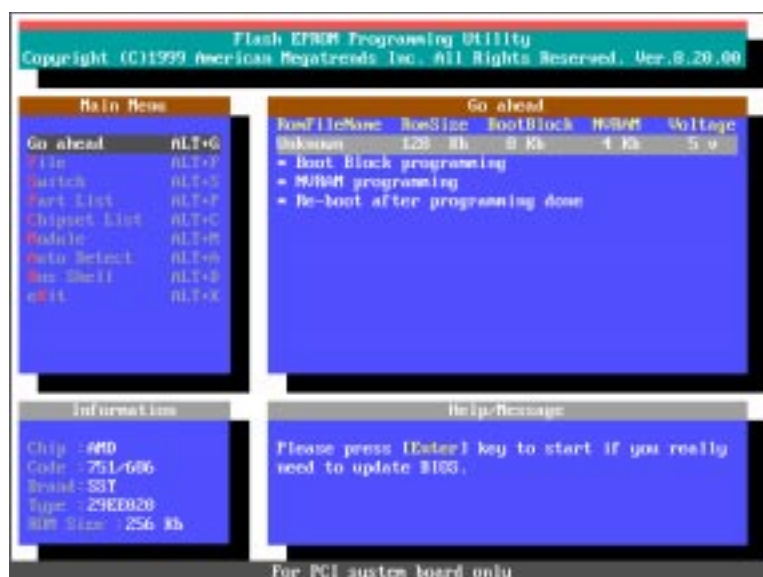 Flash EPROM Programming Utility
Copyright (C)1999 American Megatrends Inc. All Rights Reserved. Ver.8.20.00
Main Menu
Go ahead ALT+G
File ALT+F
Switch ALT+S
Part List ALT+P
Chipset List ALT+C
Module ALT+M
Auto Detect ALT+A
Dos Shell ALT+D
eXit ALT+X
Go ahead
RomFileName RomSize BootBlock NVRAM Voltage
Unknown 128 Kb 8 Kb 4 Kb 5 v
Boot Block programming
NVRAM programming
Re-boot after programming done
Information
Chip :AMD
Code :751/686
Brand:SST
Type :29EE020
ROM Size :256 Kb
Help/Message
Please press [Enter] key to start if you really
need to update BIOS.
For PCI system board only